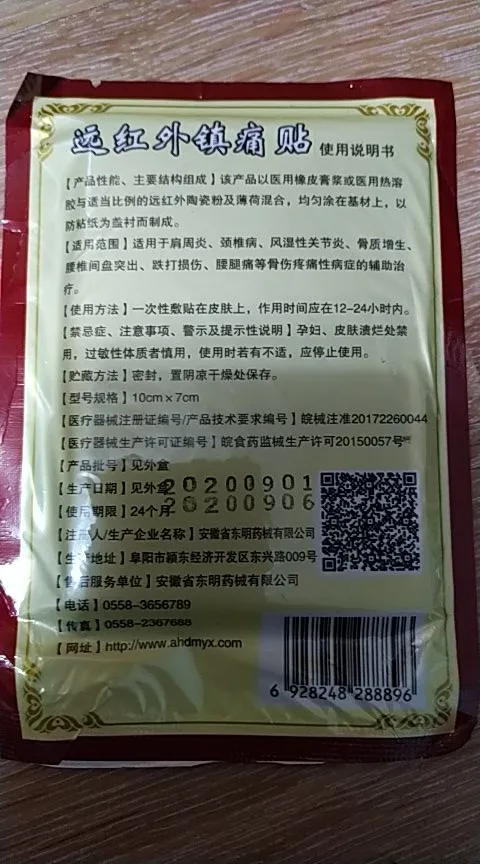 远红外镇痛贴 使用说明书
【产品性能、主要结构组成】该产品以医用橡皮膏浆或医用热溶
胶与适当比例的远红外陶瓷粉及薄荷混合，均匀涂在基材上，以
防粘纸为盖衬而制成。
【适用范围】适用于肩周炎、颈椎病、风湿性关节炎、骨质增生、
腰椎间盘突出、跌打损伤、腰腿痛等骨伤疼痛性病症的辅助治
疗。
【使用方法】一次性敷贴在皮肤上，作用时间应在12-24小时内。
【禁忌症、注意事项、警示及提示性说明】孕妇、皮肤溃烂处禁
用，过敏性体质者慎用，使用时若有不适，应停止使用。
【贮藏方法】密封，置阴凉干燥处保存。
【型号规格】10cm×7cm
【医疗器械注册证编号/产品技术要求编号】皖械注准20172260044
【医疗器械生产许可证编号】皖食药监械生产许可20150057号
【产品批号】见外盒
【生产日期】见外盒 20200901
【使用期限】24个月 20200906
【注册人/生产企业名称】安徽省东明药械有限公司
【生产地址】阜阳市颍东经济开发区东兴路009号
【售后服务单位】安徽省东明药械有限公司
【电话】0558-3656789
【传真】0558-2367688
【网址】http://www.ahdmyx.com
6 928248 288896